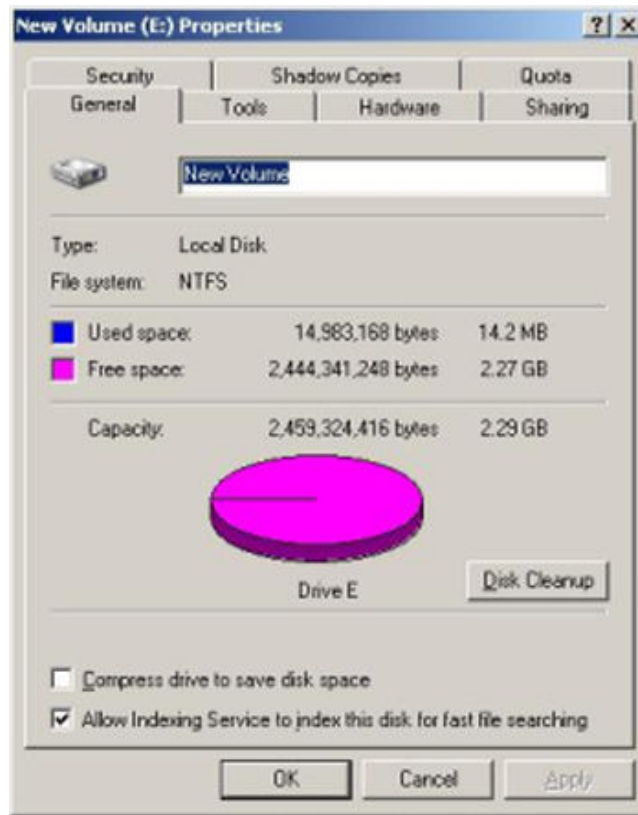 New Volume (E:) Properties ? X
Security Shadow Copies Quota
General Tools Hardware Sharing
New Volume
Type: Local Disk
File system: NTFS
Used space: 14,983,168 bytes 14.2 MB
Free space: 2,444,341,248 bytes 2.27 GB
Capacity: 2,459,324,416 bytes 2.29 GB
Drive E
Disk Cleanup
Compress drive to save disk space
Allow Indexing Service to index this disk for fast file searching
OK Cancel Apply